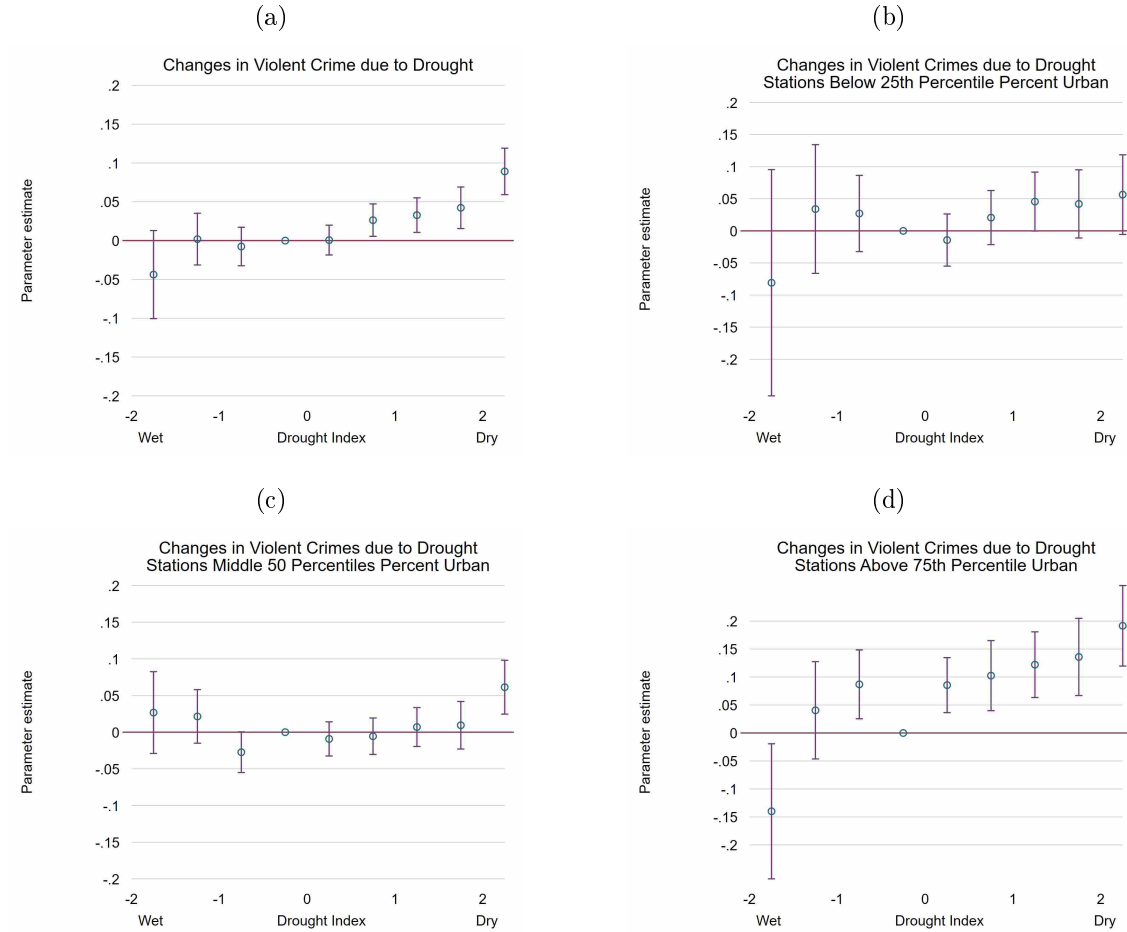 (a)
Changes in Violent Crime due to Drought
.2
.15
.1
.05
0
-.05
-.1
-.15
-.2
Parameter estimate
-2 -1 0 1 2
Wet Drought Index Dry
(b)
Changes in Violent Crimes due to Drought
Stations Below 25th Percentile Percent Urban
.2
.15
.1
.05
0
-.05
-.1
-.15
-.2
Parameter estimate
-2 -1 0 1 2
Wet Drought Index Dry
(c)
Changes in Violent Crimes due to Drought
Stations Middle 50 Percentiles Percent Urban
.2
.15
.1
.05
0
-.05
-.1
-.15
-.2
Parameter estimate
-2 -1 0 1 2
Wet Drought Index Dry
(d)
Changes in Violent Crimes due to Drought
Stations Above 75th Percentile Urban
.2
.15
.1
.05
0
-.05
-.1
-.15
-.2
Parameter estimate
-2 -1 0 1 2
Wet Drought Index Dry